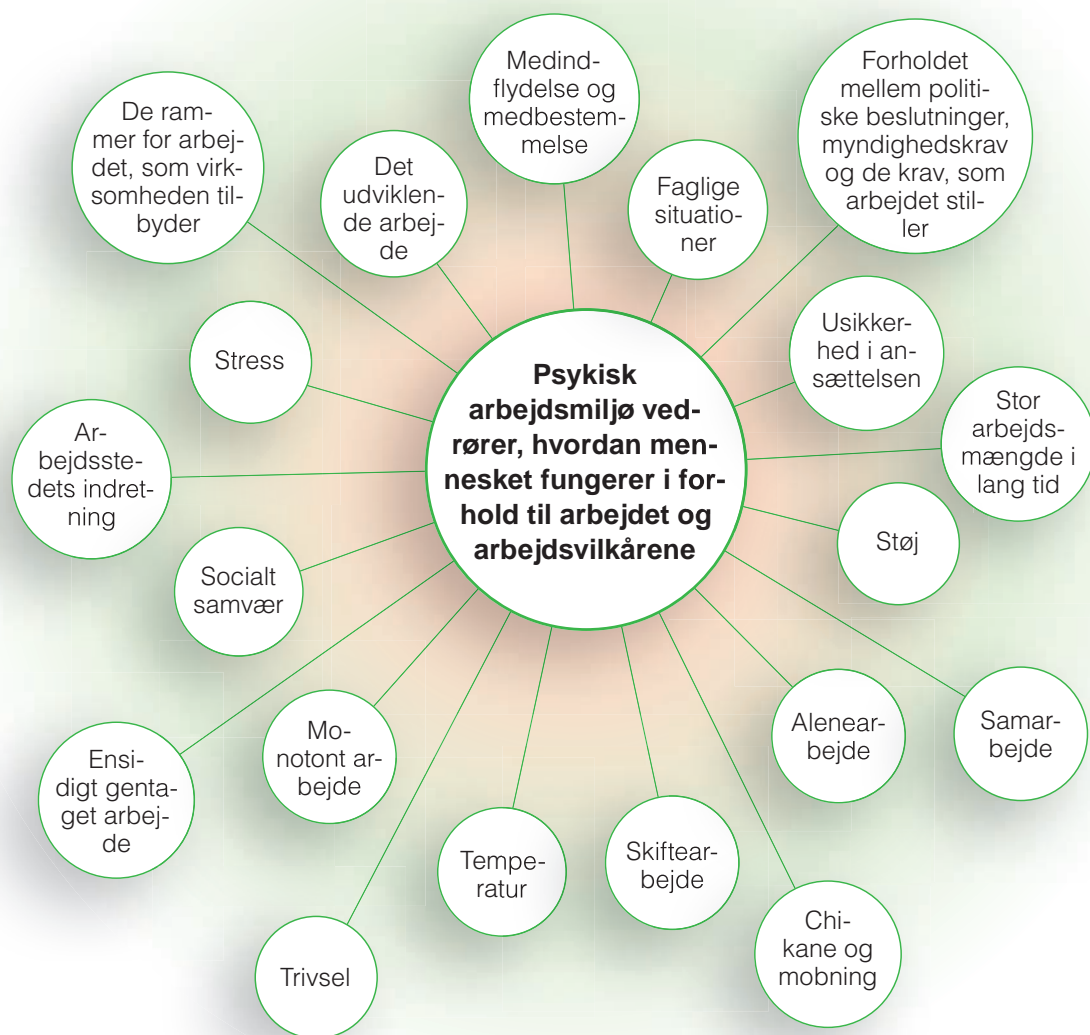 Medind-
flydelse og
medbestem-
melse
Forholdet
mellem politi-
ske beslutninger,
myndighedskrav
og de krav, som
arbejdet stil-
ler
De ram-
mer for arbej-
det, som virk-
somheden til-
byder
Det
udviklen-
de arbej-
de
Faglige
situatio-
ner
Stress
Usikker-
hed i an-
sættelsen
Psykisk
arbejdsmiljø ved-
rører, hvordan men-
nesket fungerer i for-
hold til arbejdet og
arbejdsvilkårene
Stor
arbejds-
mængde i
lang tid
Ar-
bejdsste-
dets indret-
ning
Støj
Socialt
samvær
Alenear-
bejde
Samar-
bejde
Mo-
notont ar-
bejde
Ensi-
digt genta-
get arbej-
de
Tempe-
ratur
Skiftear-
bejde
Chi-
kane og
mobning
Trivsel